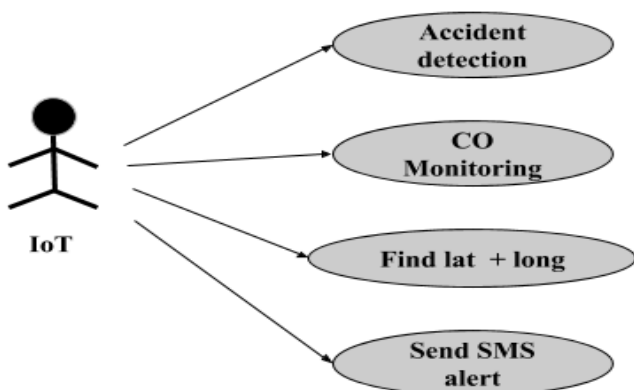 Accident
detection
CO
Monitoring
IoT
Find lat + long
Send SMS
alert